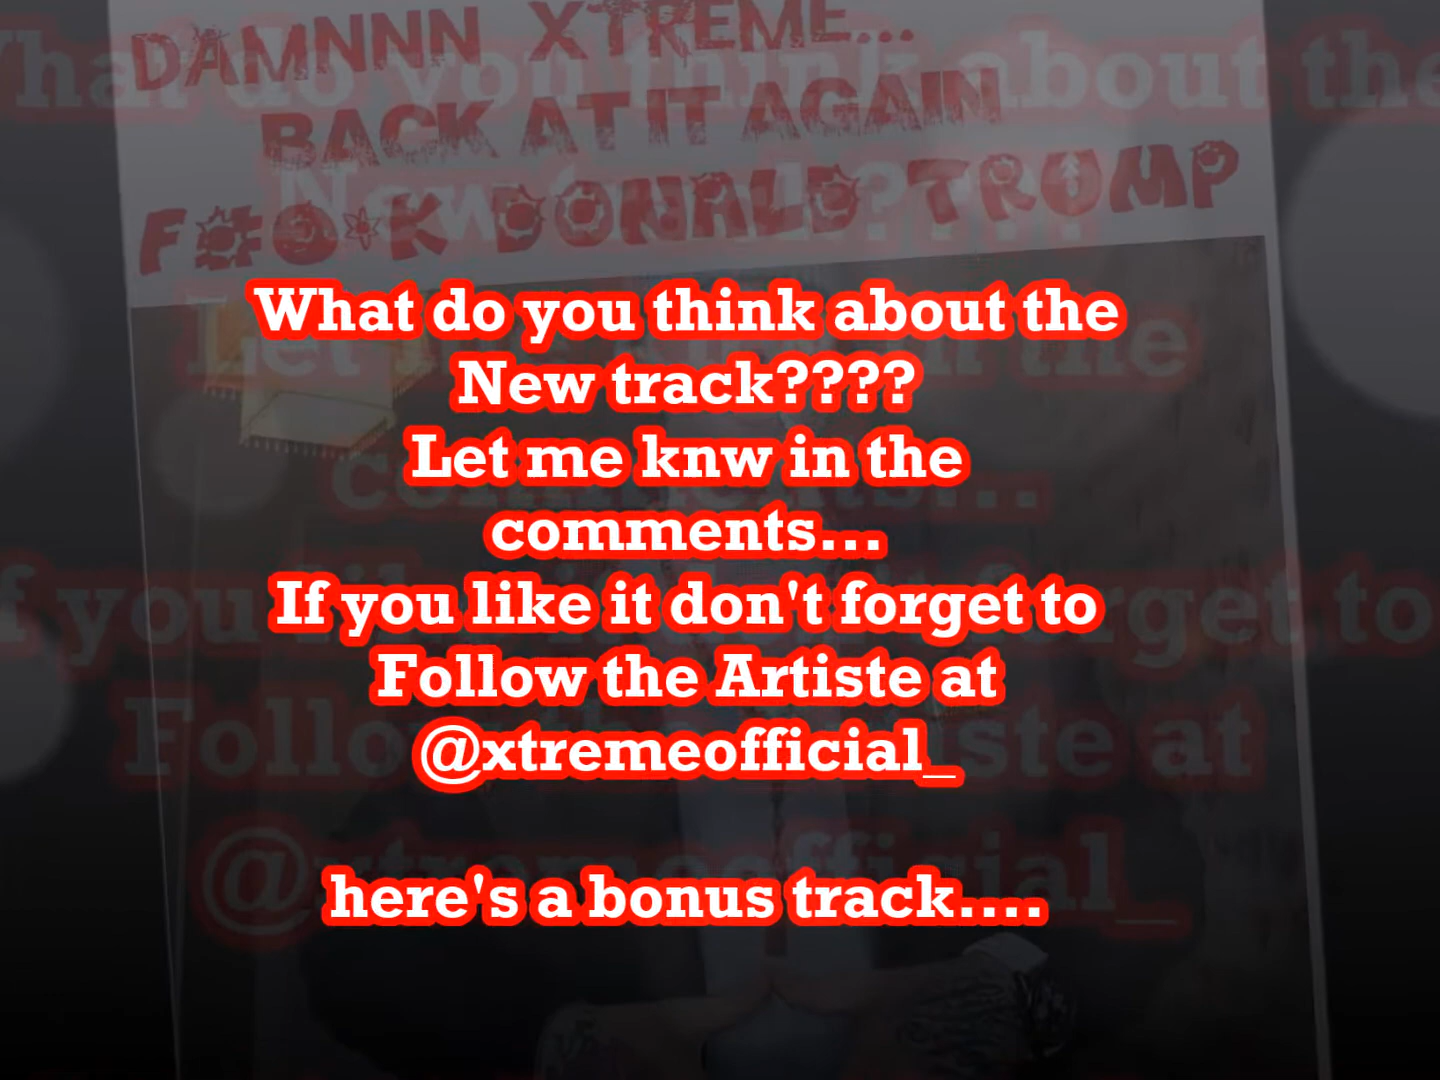 DAMNNN XTREME...
BACK AT IT AGAIN
F#@*K DONALD TRUMP
What do you think about the
New track????
Let me knw in the
comments...
If you like it don't forget to
Follow the Artiste at
@xtremeofficial_
here's a bonus track....